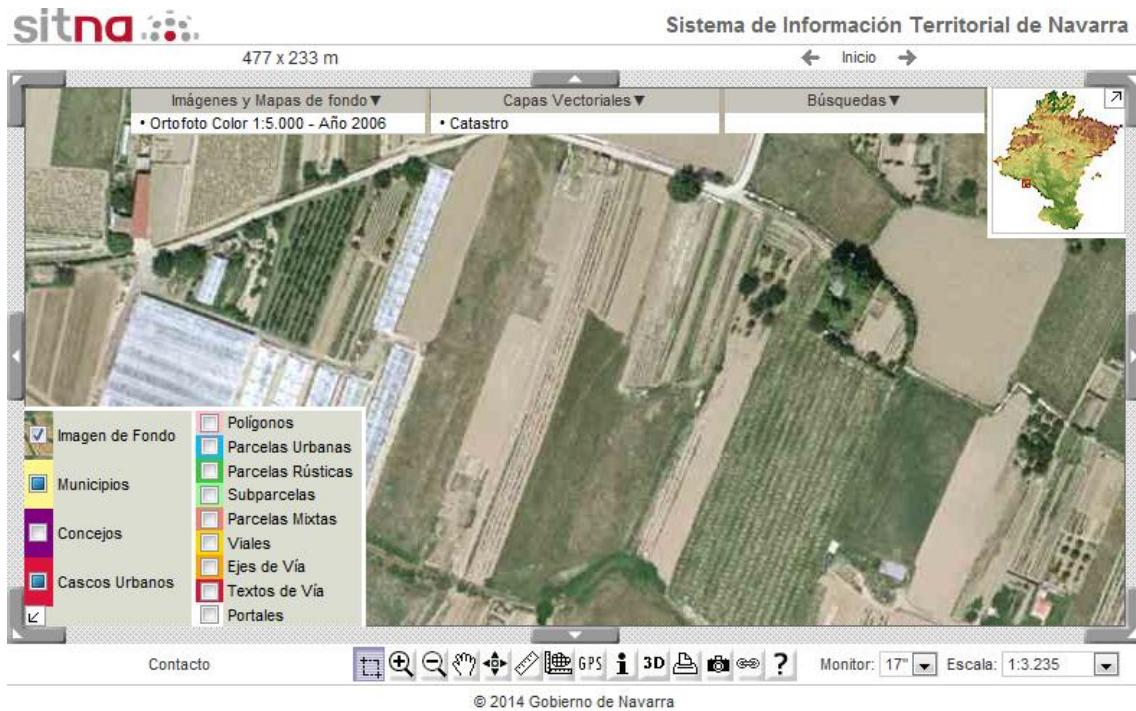 sitna
Sistema de Información Territorial de Navarra
477 x 233 m
Inicio
Imágenes y Mapas de fondo▼
Capas Vectoriales▼
Búsquedas▼
• Ortofoto Color 1:5.000 - Año 2006
• Catastro
Imagen de Fondo
Municipios
Concejos
Cascos Urbanos
Polígonos
Parcelas Urbanas
Parcelas Rústicas
Subparcelas
Parcelas Mixtas
Viales
Ejes de Vía
Textos de Vía
Portales
Contacto
GPS
i
3D
?
Monitor: 17"
Escala: 1:3.235
© 2014 Gobierno de Navarra